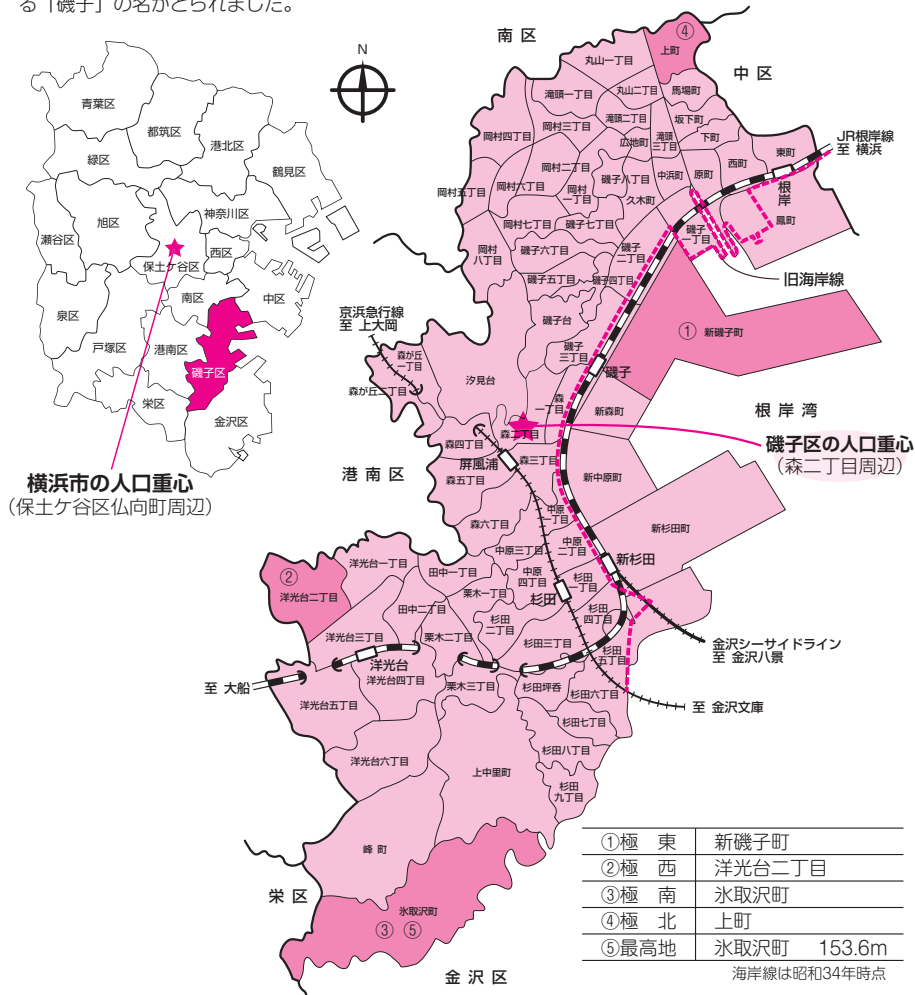 る「磯子」の名がとられました。
青葉区
都筑区
港北区
緑区
鶴見区
旭区
神奈川区
瀬谷区
西区
保土ケ谷区
南区
中区
泉区
戸塚区
港南区
磯子区
栄区
金沢区
横浜市の人口重心
(保土ケ谷区仏向町周辺)
N
南区
④
上町
中区
丸山一丁目
丸山二丁目
馬場町
滝頭一丁目
滝頭二丁目
滝頭
三丁目
坂下町
岡村四丁目
岡村三丁目
広地町
下町
東町
JR根岸線
至 横浜
岡村二丁目
磯子八丁目
中浜町
原町
西町
根岸
岡村五丁目
岡村六丁目
岡村
一丁目
久木町
鳳町
岡村七丁目
磯子七丁目
磯子
一丁目
岡村
八丁目
磯子六丁目
磯子
二丁目
磯子五丁目
磯子四丁目
旧海岸線
京浜急行線
至 上大岡
磯子台
① 新磯子町
磯子
三丁目
森が丘
一丁目
汐見台
磯子
森が丘二丁目
森
一丁目
新森町
根岸湾
森二丁目
磯子区の人口重心
(森二丁目周辺)
森四丁目
屏風浦
森三丁目
港南区
森五丁目
新中原町
森六丁目
中原
一丁目
新杉田町
中原
二丁目
中原三丁目
新杉田
②
洋光台二丁目
洋光台一丁目
田中一丁目
中原
四丁目
杉田
一丁目
栗木一丁目
杉田
田中二丁目
杉田
二丁目
杉田
四丁目
洋光台三丁目
栗木二丁目
杉田三丁目
杉田
五丁目
金沢シーサイドライン
至 金沢八景
洋光台
至 大船
洋光台四丁目
栗木三丁目
杉田坪呑
杉田六丁目
至 金沢文庫
洋光台五丁目
杉田七丁目
洋光台六丁目
上中里町
杉田八丁目
杉田
九丁目
峰町
栄区
氷取沢町
③ ⑤
金沢区
①極 東 新磯子町
②極 西 洋光台二丁目
③極 南 氷取沢町
④極 北 上町
⑤最高地 氷取沢町 153.6m
海岸線は昭和34年時点